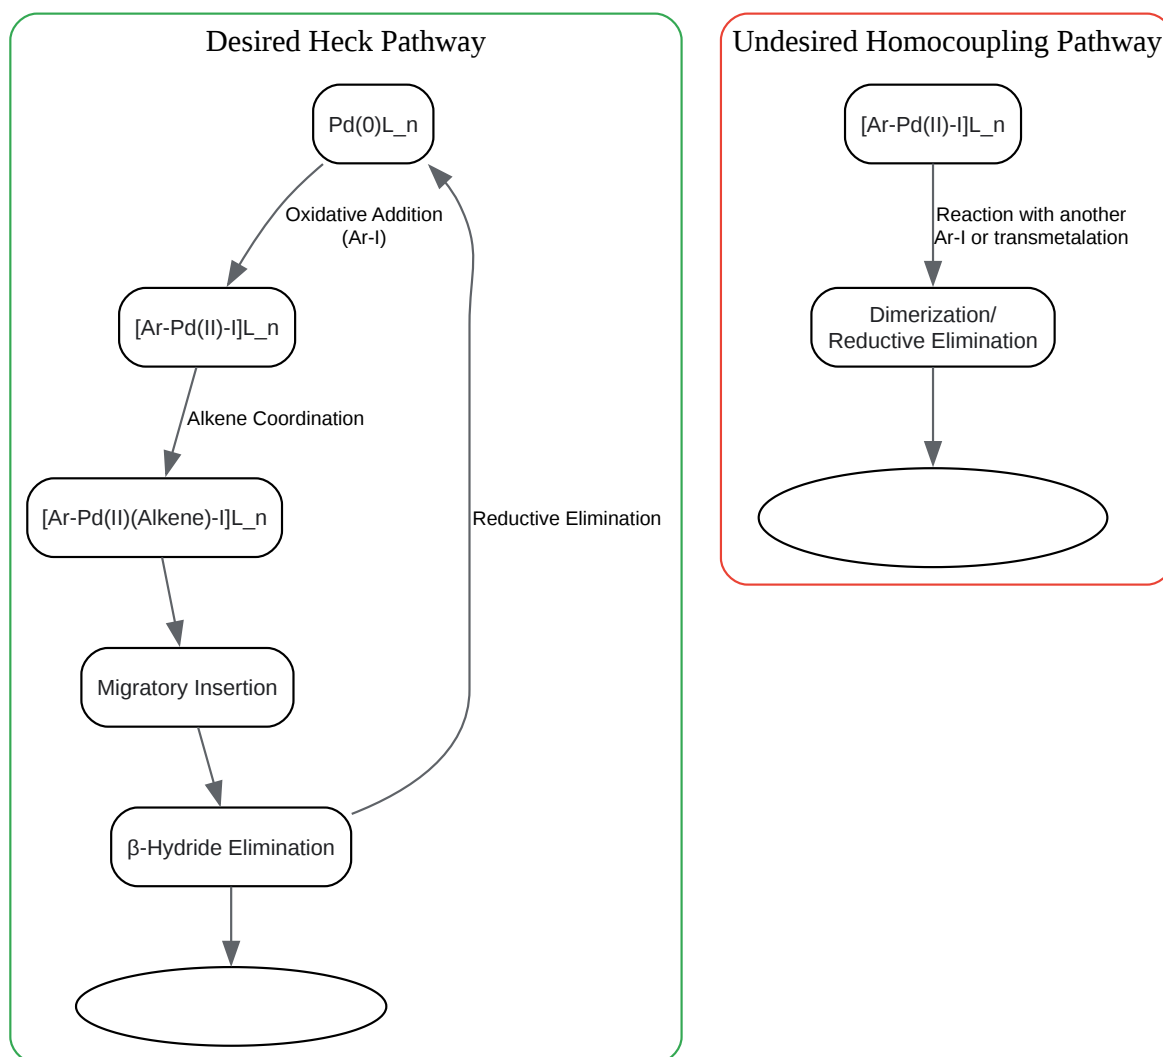 Desired Heck Pathway
Pd(0)L_n
Oxidative Addition
(Ar-I)
[Ar-Pd(II)-I]L_n
Alkene Coordination
[Ar-Pd(II)(Alkene)-I]L_n
Reductive Elimination
Migratory Insertion
β-Hydride Elimination
Undesired Homocoupling Pathway
[Ar-Pd(II)-I]L_n
Reaction with another
Ar-I or transmetalation
Dimerization/
Reductive Elimination